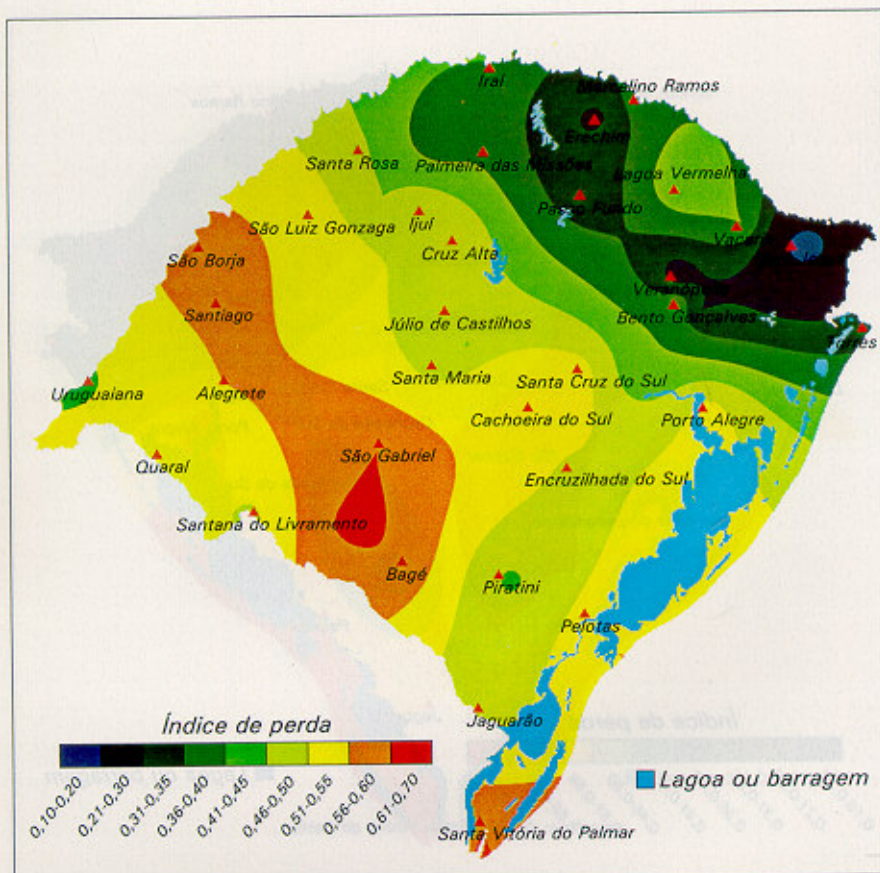 Iraí
Marcelino Ramos
Erechim
Santa Rosa
Palmeira das Missões
Lagoa Vermelha
Passo Fundo
São Luiz Gonzaga
Ijuí
Cruz Alta
São Borja
Veranópolis
Santiago
Júlio de Castilhos
Bento Gonçalves
Torres
Uruguaiana
Alegrete
Santa Maria
Santa Cruz do Sul
Cachoeira do Sul
Porto Alegre
São Gabriel
Quaraí
Encruzilhada do Sul
Santana do Livramento
Bagé
Piratini
Pelotas
Jaguarão
Santa Vitória do Palmar
Índice de perda
0,10-0,20
0,21-0,30
0,31-0,35
0,36-0,40
0,41-0,45
0,46-0,50
0,51-0,55
0,56-0,60
0,61-0,70
Lagoa ou barragem